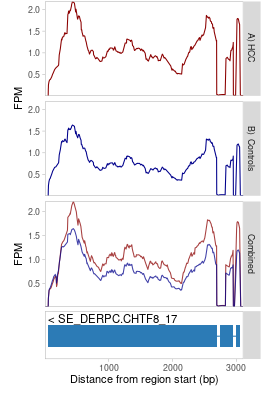 2.0
1.5
1.0
0.5
FPM
A) HCC
2.0
1.5
1.0
0.5
B) Controls
2.0
1.5
1.0
0.5
FPM
Combined
< SE_DERPC.CHTF8_17
1000 2000 3000
Distance from region start (bp)